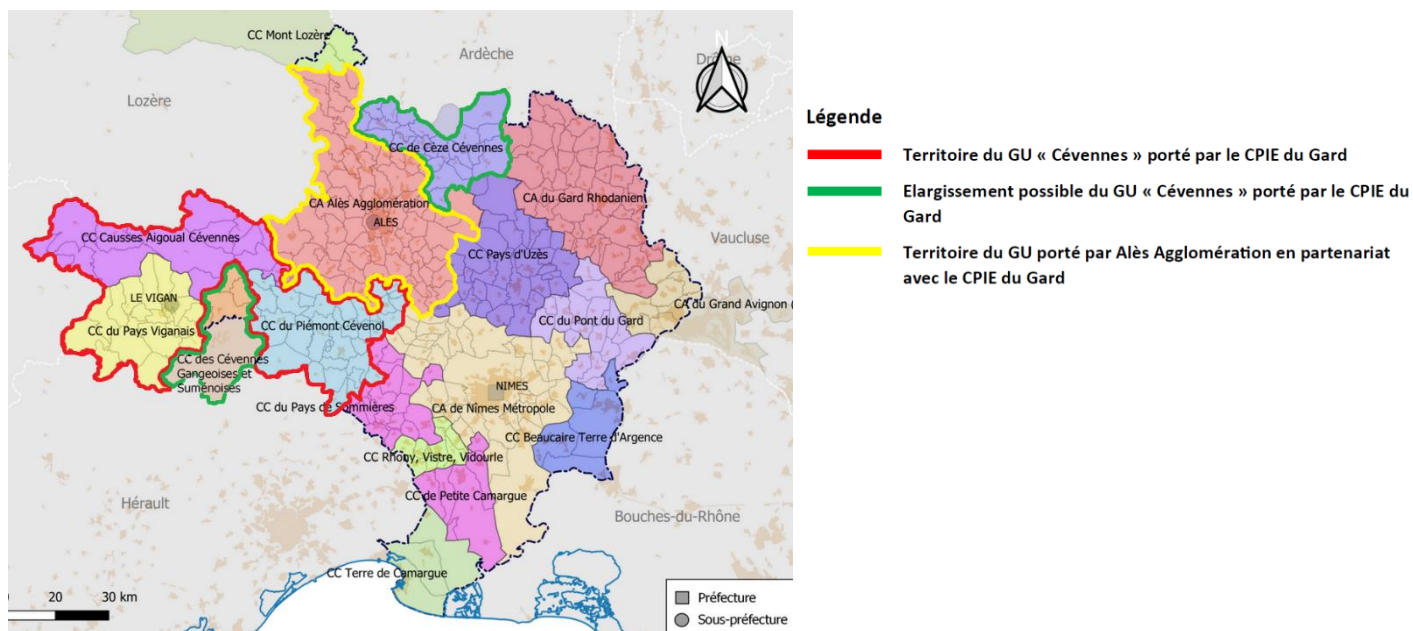 CC Mont Lozère
Ardèche
N
Drôme
Lozère
CC de Cèze Cévennes
CA du Gard Rhodanien
CA Alès Agglomération
ALES
CC Causses Aigoual Cévennes
CC Pays d'Uzès
Vaucluse
LE VIGAN
CA du Grand Avignon (
CC du Pays Viganais
CC du Piémont Cévenol
CC du Pont du Gard
CC des Cévennes
Gangeoises et
Suménoises
NIMES
CC du Pays de Sommières
CA de Nîmes Métropole
CC Beaucaire Terre d'Argence
CC Rhony, Vistre, Vidourle
CC de Petite Camargue
Hérault
Bouches-du-Rhône
CC Terre de Camargue
20 30 km
Préfecture
Sous-préfecture
Légende
Territoire du GU « Cévennes » porté par le CPIE du Gard
Elargissement possible du GU « Cévennes » porté par le CPIE du
Gard
Territoire du GU porté par Alès Agglomération en partenariat
avec le CPIE du Gard